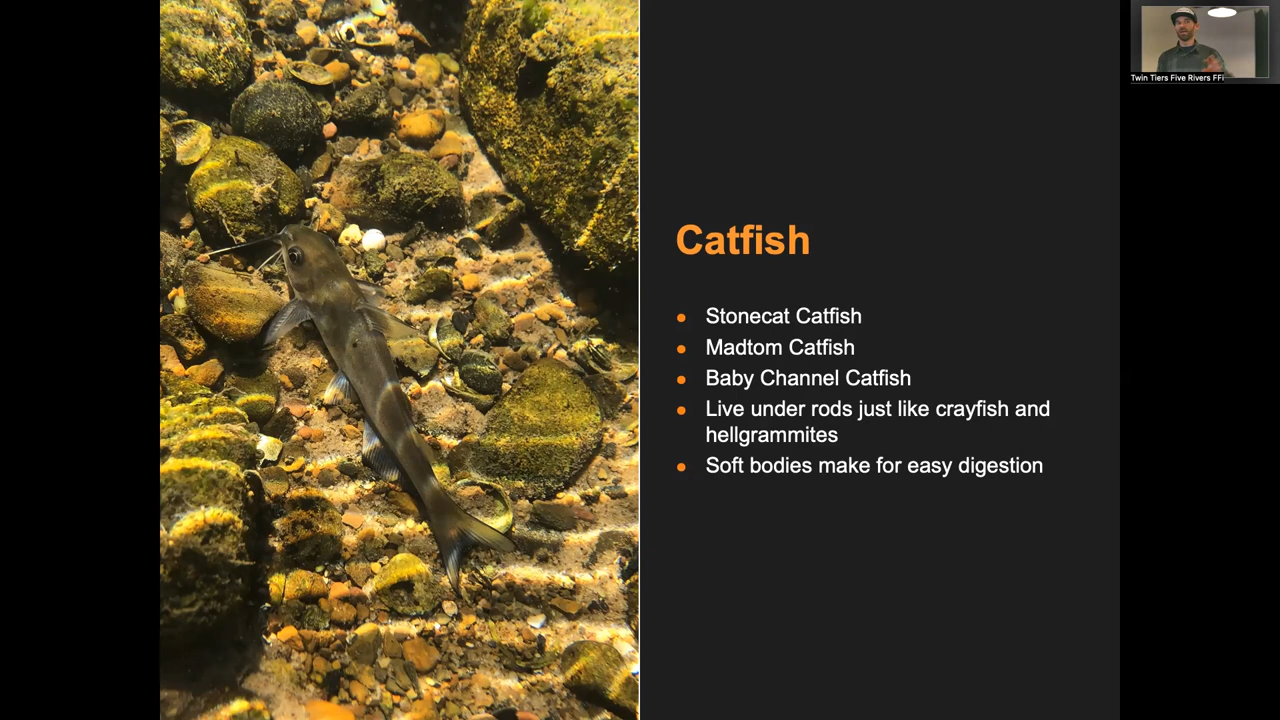 Catfish
● Stonecat Catfish
● Madtom Catfish
● Baby Channel Catfish
● Live under rods just like crayfish and
hellgrammites
● Soft bodies make for easy digestion
Twin Tiers Five Rivers FFi